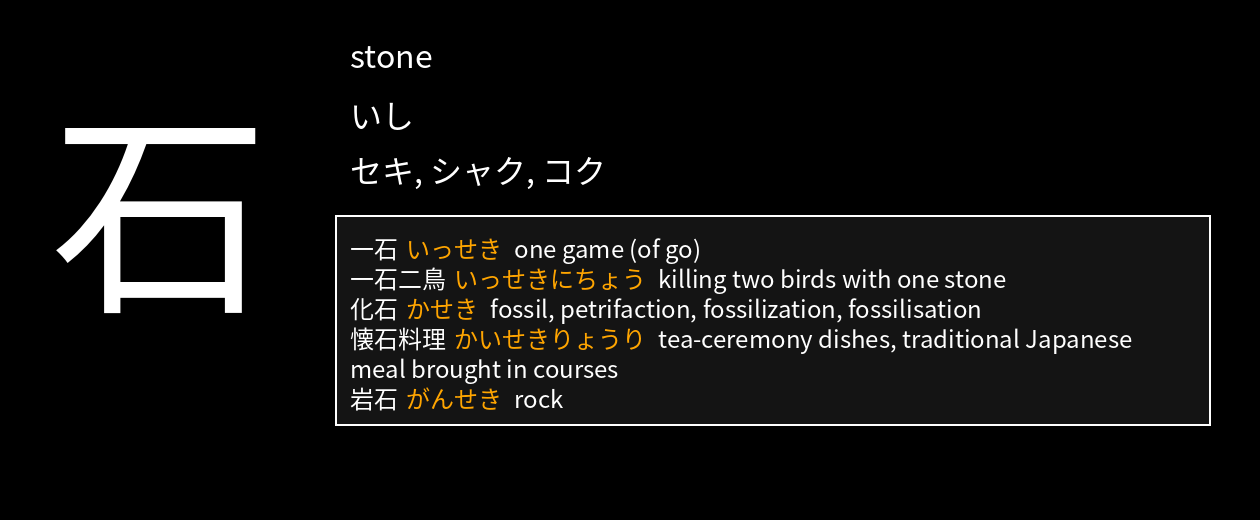 石
stone
いし
セキ, シャク, コク
一石 いっせき one game (of go)
一石二鳥 いっせきにちょう killing two birds with one stone
化石 かせき fossil, petrifaction, fossilization, fossilisation
懐石料理 かいせきりょうり tea-ceremony dishes, traditional Japanese
meal brought in courses
岩石 がんせき rock